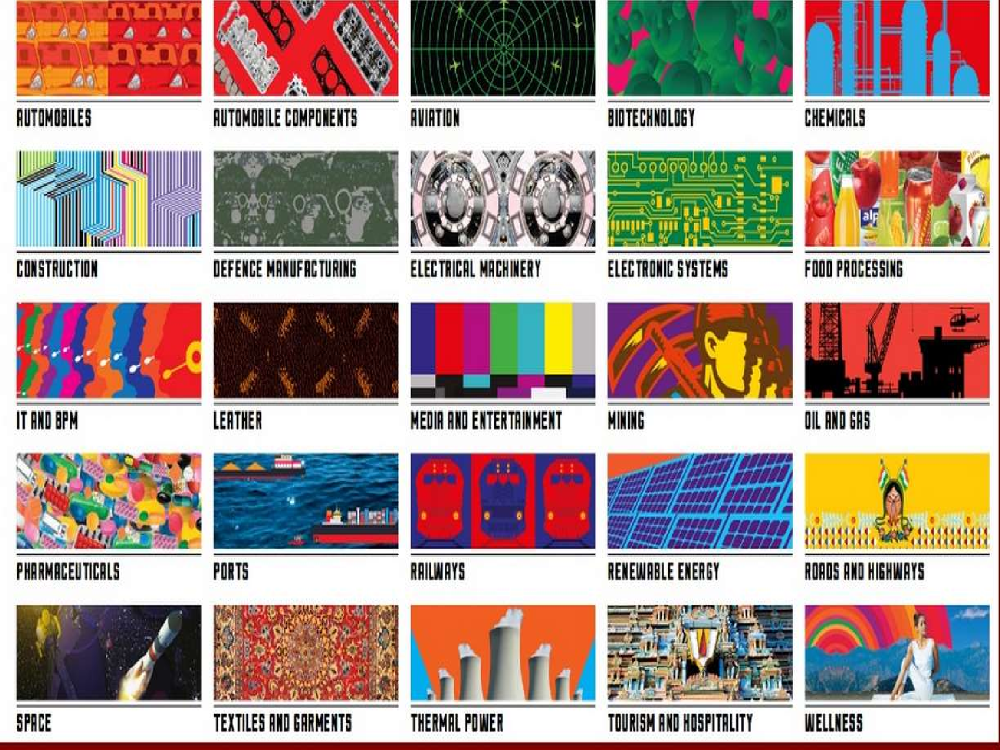 AUTOMOBILES
AUTOMOBILE COMPONENTS
AVIATION
BIOTECHNOLOGY
CHEMICALS
alp
CONSTRUCTION
DEFENCE MANUFACTURING
ELECTRICAL MACHINERY
ELECTRONIC SYSTEMS
FOOD PROCESSING
IT AND BPM
LEATHER
MEDIA AND ENTERTAINMENT
MINING
OIL AND GAS
PHARMACEUTICALS
PORTS
RAILWAYS
RENEWABLE ENERGY
ROADS AND HIGHWAYS
SPACE
TEXTILES AND GARMENTS
THERMAL POWER
TOURISM AND HOSPITALITY
WELLNESS